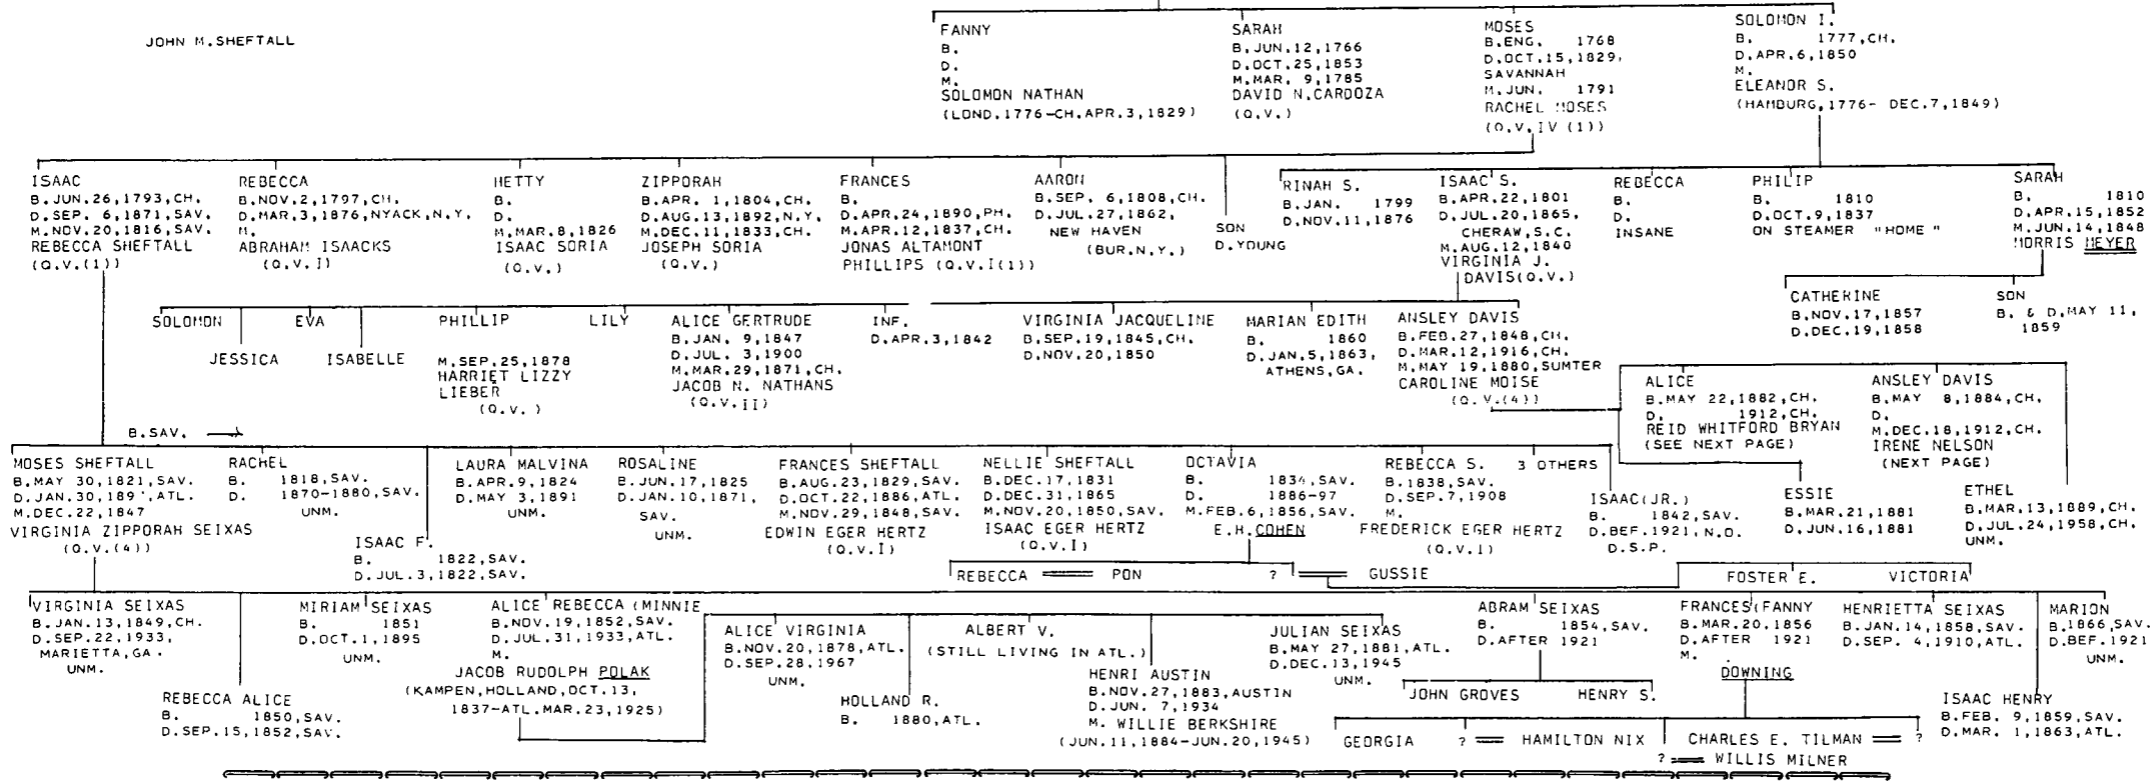 JOHN M.SHEFTALL
FANNY
B.
D.
M.
SOLOMON NATHAN
(LOND.1776-CH.APR.3,1829)
SARAH
B.JUN.12,1766
D.OCT.25,1853
M.MAR. 9,1785
DAVID N.CARDOZA
(Q.V.)
MOSES
B.ENG. 1768
D.OCT.15,1829,
SAVANNAH
M.JUN. 1791
RACHEL MOSES
(Q.V.IV(1))
SOLOMON I.
B. 1777,CH.
D.APR.6,1850
M.
ELEANOR S.
(HAMBURG,1776- DEC.7,1849)
ISAAC
B.JUN.26,1793,CH.
D.SEP. 6,1871,SAV.
M.NOV.20,1816,SAV.
REBECCA SHEFTALL
(Q.V.(1))
REBECCA
B.NOV.2,1797,CH.
D.MAR.3,1876,NYACK,N.Y.
M.
ABRAHAM ISAACKS
(Q.V.I)
HETTY
B.
D.
M.MAR.8,1826
ISAAC SORIA
(Q.V.)
ZIPPORAH
B.APR. 1,1804,CH.
D.AUG.13,1892,N.Y.
M.DEC.11,1833,CH.
JOSEPH SORIA
(Q.V.)
FRANCES
B.
D.APR.24,1890,PH.
M.APR.12,1837,CH.
JONAS ALTAMONT
PHILLIPS (Q.V.I(1))
AARON
B.SEP. 6,1808,CH.
D.JUL.27,1862,
NEW HAVEN
(BUR.N.Y.)
SON
D.YOUNG
RINAH S.
B.JAN. 1799
D.NOV.11,1876
ISAAC S.
B.APR.22,1801
D.JUL.20,1865,
CHERAW,S.C.
M.AUG.12,1840
VIRGINIA J.
DAVIS(Q.V.)
REBECCA
B.
D.
INSANE
PHILIP
B. 1810
D.OCT.9,1837
ON STEAMER "HOME"
SARAH
B. 1810
D.APR.15,1852
M.JUN.14,1848
MORRIS MEYER
SOLOMON
JESSICA
EVA
ISABELLE
PHILLIP
M.SEP.25,1878
HARRIET LIZZY
LIEBER
(Q.V. )
LILY
ALICE GERTRUDE
B.JAN. 9,1847
D.JUL. 3,1900
M.MAR.29,1871,CH.
JACOB N. NATHANS
(Q.V.II)
INF.
D.APR.3,1842
VIRGINIA JACQUELINE
B.SEP.19,1845,CH.
D.NOV.20,1850
MARIAN EDITH
B. 1860
D.JAN.5,1863,
ATHENS,GA.
ANSLEY DAVIS
B.FEB.27,1848,CH.
D.MAR.12,1916,CH.
M.MAY 19,1880,SUMTER
CAROLINE MOISE
(Q.V.(4))
CATHERINE
B.NOV.17,1857
D.DEC.19,1858
SON
B. & D.MAY 11,
1859
ALICE
B.MAY 22,1882,CH.
D. 1912,CH.
REID WHITFORD BRYAN
(SEE NEXT PAGE)
ANSLEY DAVIS
B.MAY 8,1884,CH.
D.
M.DEC.18,1912,CH.
IRENE NELSON
(NEXT PAGE)
B.SAV.
MOSES SHEFTALL
B.MAY 30,1821,SAV.
D.JAN.30,189',ATL.
M.DEC.22,1847
VIRGINIA ZIPPORAH SEIXAS
(Q.V.(4))
RACHEL
B. 1818,SAV.
D. 1870-1880,SAV.
UNM.
ISAAC F.
B. 1822,SAV.
D.JUL.3,1822,SAV.
LAURA MALVINA
B.APR.9,1824
D.MAY 3,1891
UNM.
ROSALINE
B.JUN.17,1825
D.JAN.10,1871,
SAV.
UNM.
FRANCES SHEFTALL
B.AUG.23,1829,SAV.
D.OCT.22,1886,ATL.
M.NOV.29,1848,SAV.
EDWIN EGER HERTZ
(Q.V.I)
NELLIE SHEFTALL
B.DEC.17,1831
D.DEC.31,1865
M.NOV.20,1850,SAV.
ISAAC EGER HERTZ
(Q.V.I)
OCTAVIA
B. 1834,SAV.
D. 1886-97
M.FEB.6,1856,SAV.
E.H.COHEN
REBECCA S.
B.1838,SAV.
D.SEP.7,1908
M.
FREDERICK EGER HERTZ
(Q.V.I)
3 OTHERS
ISAAC(JR.)
B. 1842,SAV.
D.BEF.1921,N.O.
D.S.P.
ESSIE
B.MAR.21,1881
D.JUN.16,1881
ETHEL
B.MAR.13,1889,CH.
D.JUL.24,1958,CH.
UNM.
REBECCA = PON
? = GUSSIE
FOSTER E.
VICTORIA
VIRGINIA SEIXAS
B.JAN.13,1849,CH.
D.SEP.22,1933,
MARIETTA,GA.
UNM.
REBECCA ALICE
B. 1850,SAV.
D.SEP.15,1852,SAV.
MIRIAM SEIXAS
B. 1851
D.OCT.1,1895
UNM.
ALICE REBECCA (MINNIE
B.NOV.19,1852,SAV.
D.JUL.31,1933,ATL.
M.
JACOB RUDOLPH POLAK
(KAMPEN,HOLLAND,OCT.13,
1837-ATL.MAR.23,1925)
ALICE VIRGINIA
B.NOV.20,1878,ATL.
D.SEP.28,1967
UNM.
HOLLAND R.
B. 1880,ATL.
ALBERT V.
(STILL LIVING IN ATL.)
HENRI AUSTIN
B.NOV.27,1883,AUSTIN
D.JUN. 7,1934
M. WILLIE BERKSHIRE
(JUN.11,1884-JUN.20,1945)
JULIAN SEIXAS
B.MAY 27,1881,ATL.
D.DEC.13,1945
UNM.
ABRAM SEIXAS
B. 1854,SAV.
D.AFTER 1921
JOHN GROVES
HENRY S.
FRANCES(FANNY
B.MAR.20,1856
D.AFTER 1921
M.
DOWNING
HENRIETTA SEIXAS
B.JAN.14,1858,SAV.
D.SEP. 4,1910,ATL.
MARION
B.1866,SAV.
D.BEF.1921
UNM.
ISAAC HENRY
B.FEB. 9,1859,SAV.
D.MAR. 1,1863,ATL.
GEORGIA
? = HAMILTON NIX
CHARLES E. TILMAN = ?
? = WILLIS MILNER